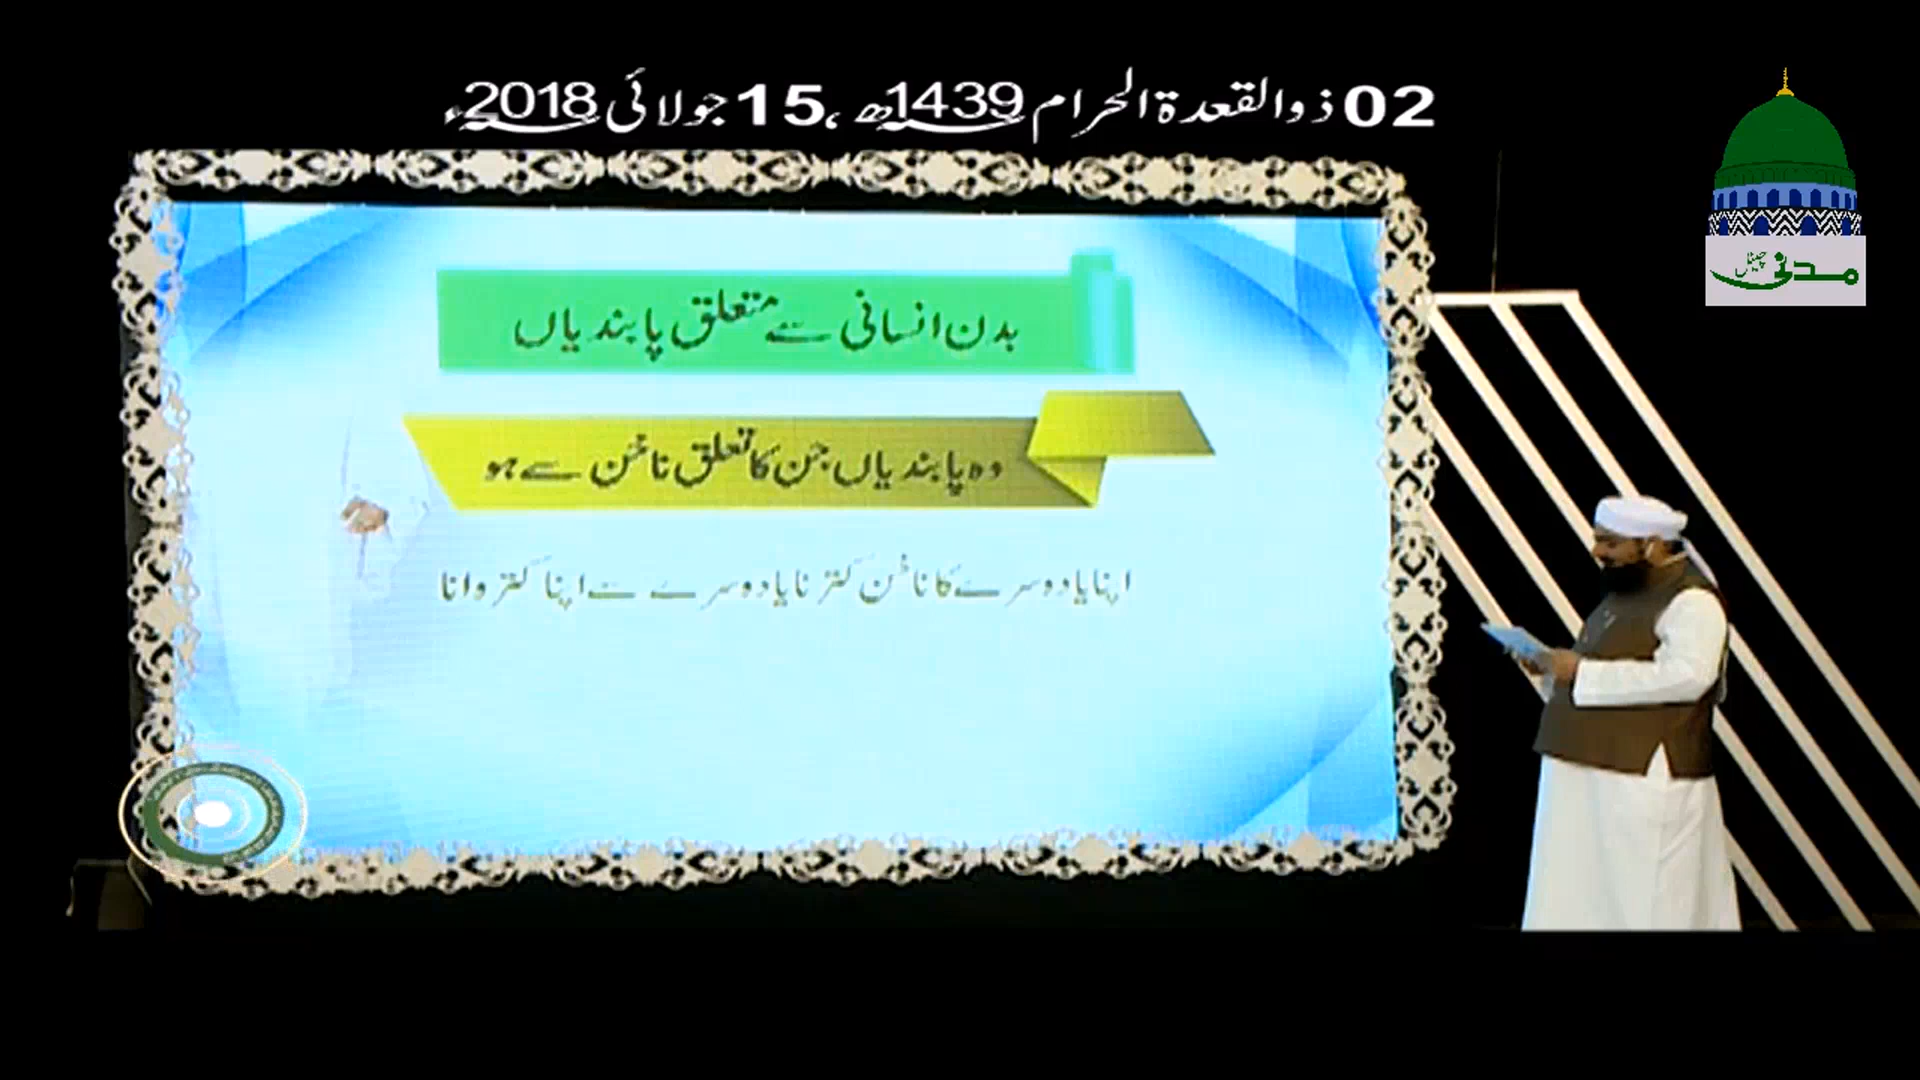 02 ذوالقعدۃ الحرام 1439ھ، 15 جولائی 2018ء
مدنی چینل
بدن انسانی سے متعلق پابندیاں
وہ پابندیاں جن کا تعلق ناخن سے ہو
اپنا یا دوسرے کا ناخن کترنا یا دوسرے سے اپنا کتروانا